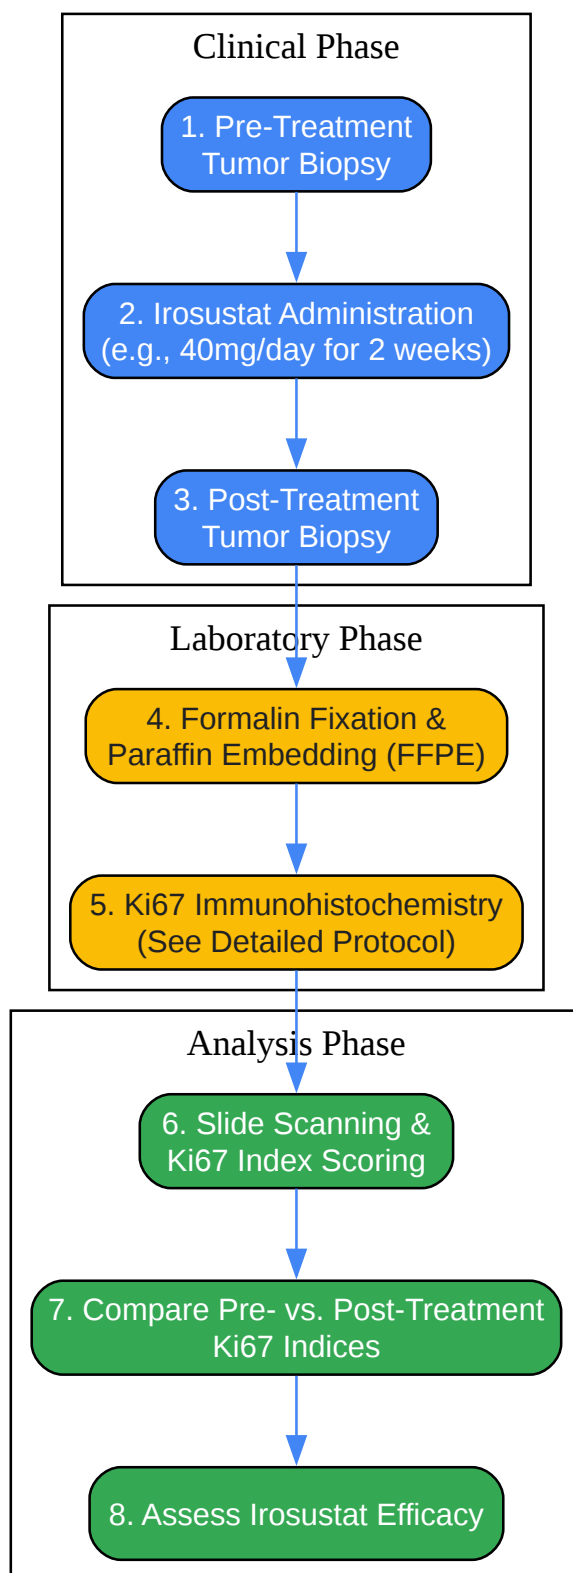 Clinical Phase
1. Pre-Treatment
Tumor Biopsy
2. Irosustat Administration
(e.g., 40mg/day for 2 weeks)
3. Post-Treatment
Tumor Biopsy
Laboratory Phase
4. Formalin Fixation &
Paraffin Embedding (FFPE)
5. Ki67 Immunohistochemistry
(See Detailed Protocol)
Analysis Phase
6. Slide Scanning &
Ki67 Index Scoring
7. Compare Pre- vs. Post-Treatment
Ki67 Indices
8. Assess Irosustat Efficacy